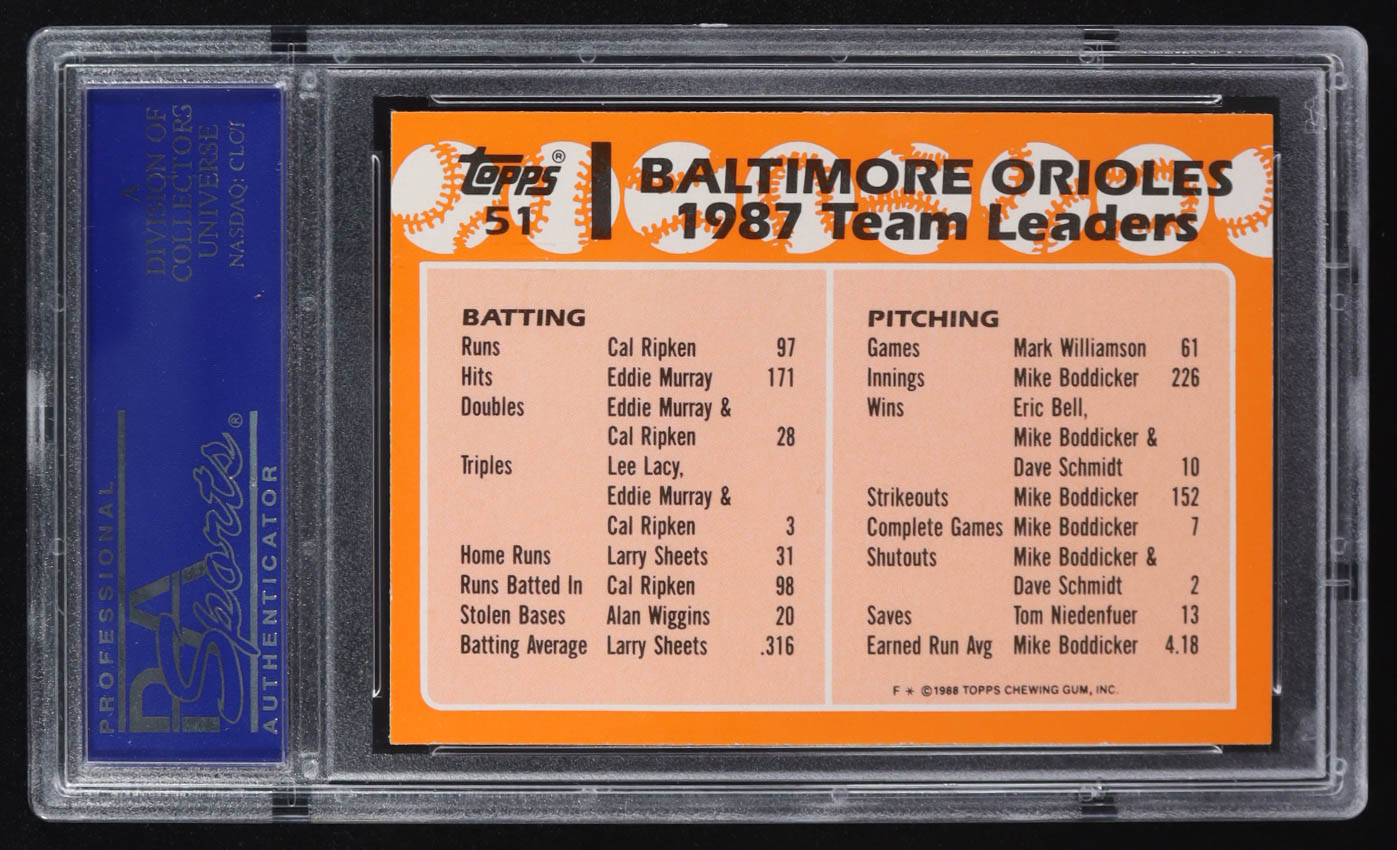 A
DIVISION OF
COLLECTORS
UNIVERSE
NASDAQ: CLCT
PROFESSIONAL
PSA
Sports®
AUTHENTICATOR
topps®
51
BALTIMORE ORIOLES
1987 Team Leaders
BATTING
Runs Cal Ripken 97
Hits Eddie Murray 171
Doubles Eddie Murray &
Cal Ripken 28
Triples Lee Lacy,
Eddie Murray &
Cal Ripken 3
Home Runs Larry Sheets 31
Runs Batted In Cal Ripken 98
Stolen Bases Alan Wiggins 20
Batting Average Larry Sheets .316
PITCHING
Games Mark Williamson 61
Innings Mike Boddicker 226
Wins Eric Bell,
Mike Boddicker &
Dave Schmidt 10
Strikeouts Mike Boddicker 152
Complete Games Mike Boddicker 7
Shutouts Mike Boddicker &
Dave Schmidt 2
Saves Tom Niedenfuer 13
Earned Run Avg Mike Boddicker 4.18
F * ©1988 TOPPS CHEWING GUM, INC.